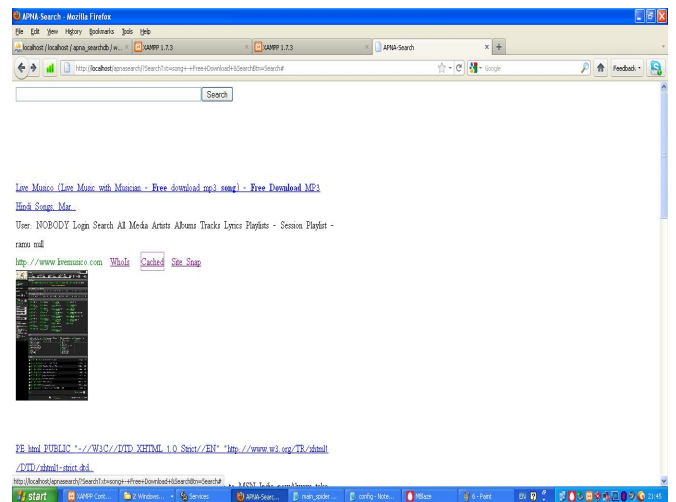 APNA-Search - Mozilla Firefox
File Edit View History Bookmarks Tools Help
localhost / localhost / apna_searchdb / w... XAMPP 1.7.3 XAMPP 1.7.3 APNA-Search
http://localhost/apnasearch/?SearchTxt=song+-+Free+Download+&SearchBtn=Search# Google Feedback
Search
Live Musico (Live Music with Musician - Free download mp3 song) - Free Download MP3
Hindi Songs, Mar...
User: NOBODY Login Search All Media Artists Albums Tracks Lyrics Playlists - Session Playlist -
ramu null
http://www.livemusico.com WhoIs Cached Site Snap
PE html PUBLIC "-//W3C//DTD XHTML 1.0 Strict//EN" "http://www.w3.org/TR/xhtml1
/DTD/xhtml1-strict.dtd...
http://localhost/apnasearch/?SearchTxt=song+-+Free+Download+&SearchBtn=Search#
start XAMPP Cont... 2 Windows... Services APNA-Searc... main_spider ... config - Note... MBlaze 6 - Paint EN 21:45